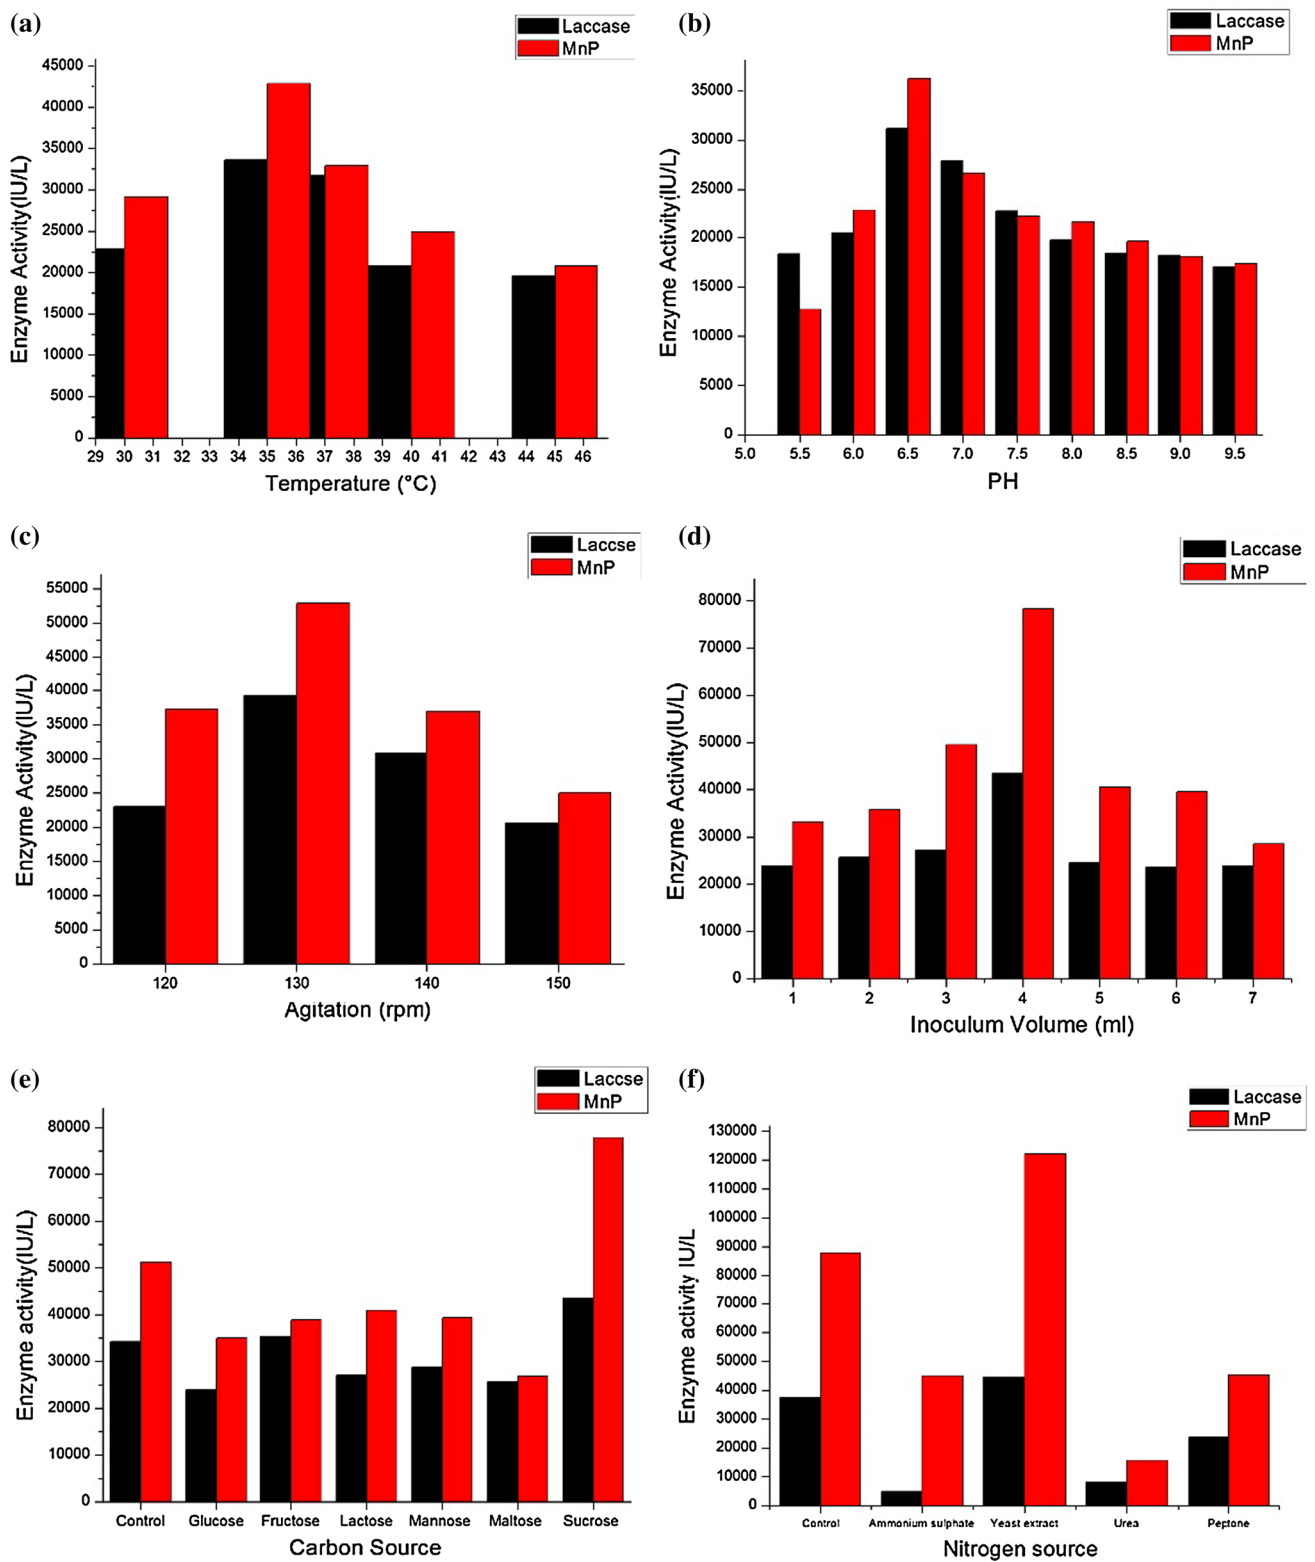 (a)
Laccase
MnP
45000
40000
35000
30000
25000
20000
15000
10000
5000
0
Enzyme Activity(IU/L)
29 30 31 32 33 34 35 36 37 38 39 40 41 42 43 44 45 46
Temperature (°C)
(b)
Laccase
MnP
35000
30000
25000
20000
15000
10000
5000
0
Enzyme Activity(IU/L)
5.0 5.5 6.0 6.5 7.0 7.5 8.0 8.5 9.0 9.5
PH
(c)
Laccse
MnP
55000
50000
45000
40000
35000
30000
25000
20000
15000
10000
5000
0
Enzyme Activity(IU/L)
120 130 140 150
Agitation (rpm)
(d)
Laccase
MnP
80000
70000
60000
50000
40000
30000
20000
10000
0
Enzyme Activity(IU/L)
1 2 3 4 5 6 7
Inoculum Volume (ml)
(e)
Laccse
MnP
80000
70000
60000
50000
40000
30000
20000
10000
0
Enzyme activity(IU/L)
Control Glucose Fructose Lactose Mannose Maltose Sucrose
Carbon Source
(f)
Laccase
MnP
130000
120000
110000
100000
90000
80000
70000
60000
50000
40000
30000
20000
10000
0
Enzyme activity IU/L
Control Ammonium sulphate Yeast extract Urea Peptone
Nitrogen source